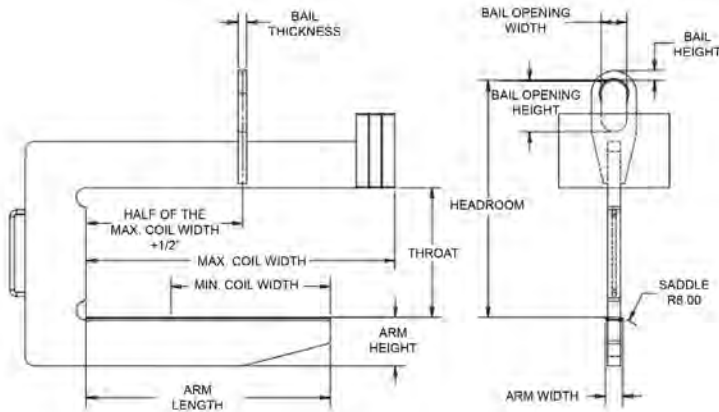 BAIL
THICKNESS
BAIL OPENING
WIDTH
BAIL
HEIGHT
BAIL OPENING
HEIGHT
HALF OF THE
MAX. COIL WIDTH
+1/2"
HEADROOM
THROAT
MAX. COIL WIDTH
MIN. COIL WIDTH
SADDLE
R8.00
ARM
HEIGHT
ARM
LENGTH
ARM WIDTH